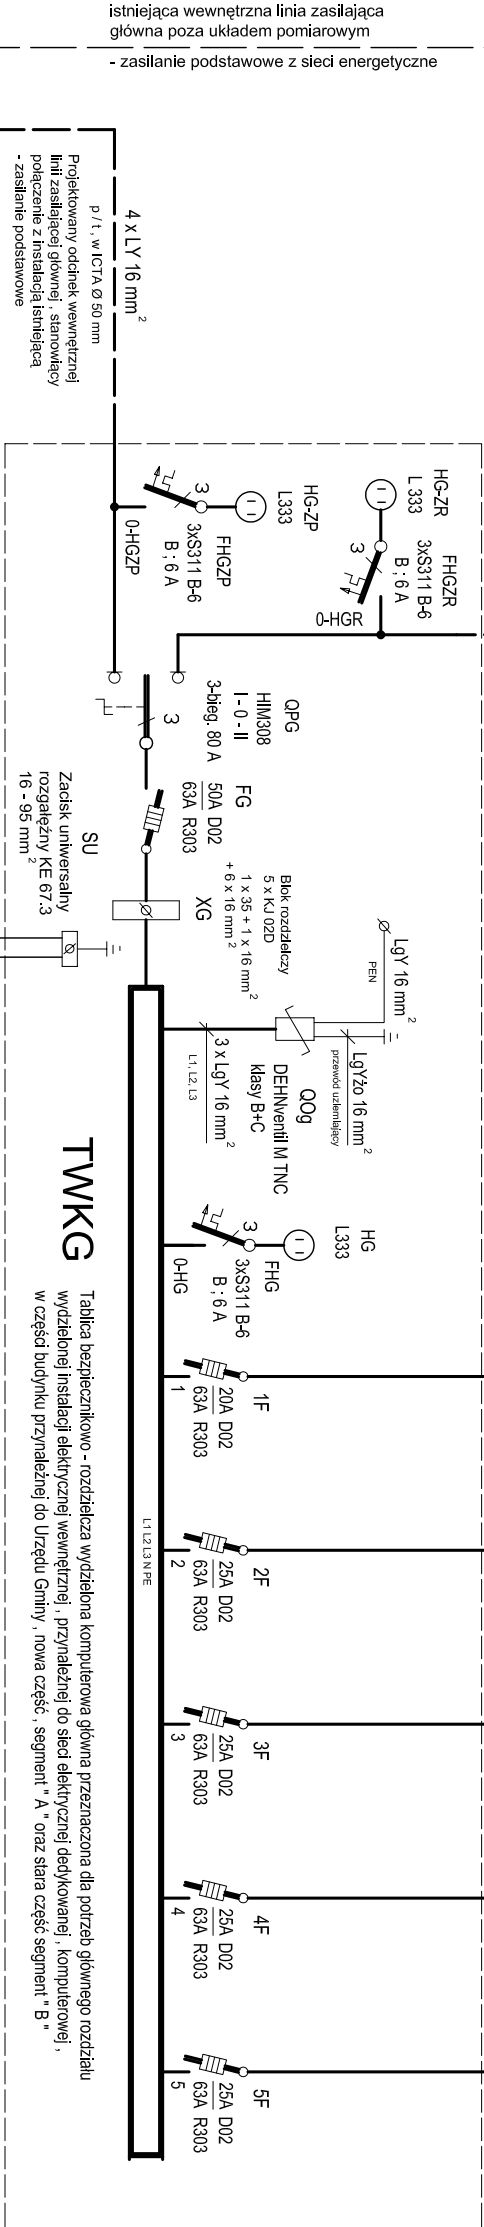 istniejąca wewnętrzna linia zasilająca
główna poza układem pomiarowym
- zasilanie podstawowe z sieci energetyczne
4 x LY 16 mm²
p / t , w ICTA Ø 50 mm
Projektowany odcinek wewnętrznej
linii zasilającej głównej , stanowiący
połączenie z instalacją istniejącą
- zasilanie podstawowe
HG-ZR
L 333
FHGZR
3xS311 B-6
B ; 6 A
3
0-HGR
HG-ZP
L333
FHGZP
3xS311 B-6
B ; 6 A
3
0-HGZP
QPG
HIM308
I - 0 - II
3-bieg. 80 A
3
FG
50A D02
63A R303
XG
Blok rozdzielczy
5 x KJ 02D
1 x 35 + 1 x 16 mm²
+ 6 x 16 mm²
SU
Zacisk uniwersalny
rozgałęźny KE 67.3
16 - 95 mm²
LgY 16 mm²
PEN
LgYżo 16 mm²
przewód uziemiający
QOg
DEHNventil M TNC
klasy B+C
3 x LgY 16 mm²
L1, L2, L3
HG
L333
FHG
3xS311 B-6
B ; 6 A
3
0-HG
1F
20A D02
63A R303
1
2F
25A D02
63A R303
2
3F
25A D02
63A R303
3
4F
25A D02
63A R303
4
5F
25A D02
63A R303
5
L1 L2 L3 N PE
TWKG
Tablica bezpiecznikowo - rozdzielcza wydzielona komputerowa główna przeznaczona dla potrzeb głównego rozdziału
wydzielonej instalacji elektrycznej wewnętrznej , przynależnej do sieci elektrycznej dedykowanej , komputerowej ,
w części budynku przynależnej do Urzędu Gminy , nowa część , segment " A " oraz stara część segment " B "